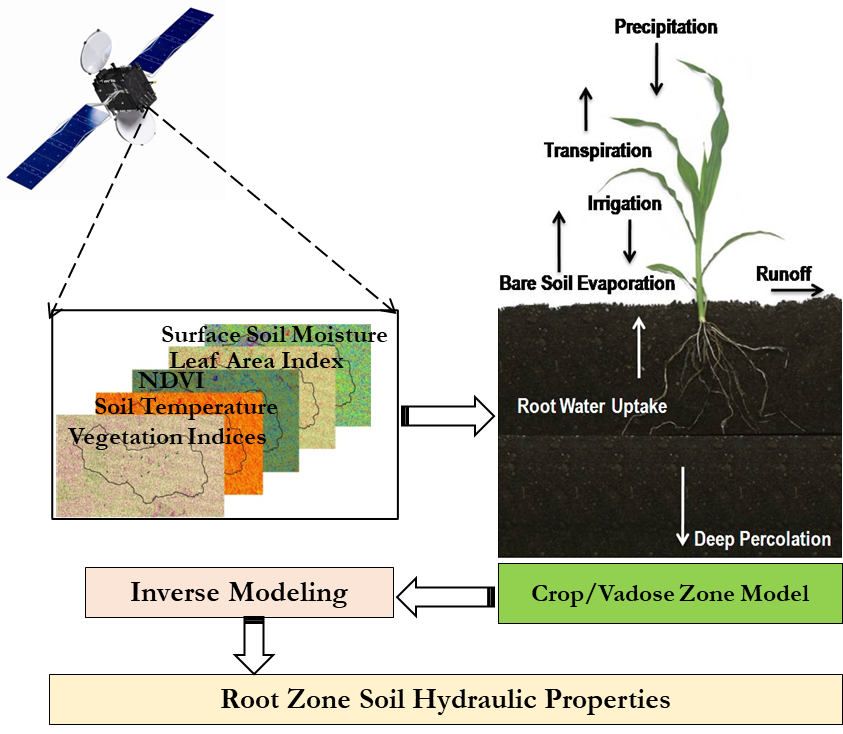 Precipitation
Transpiration
Irrigation
Bare Soil Evaporation
Runoff
Surface Soil Moisture
Leaf Area Index
NDVI
Soil Temperature
Vegetation Indices
Root Water Uptake
Deep Percolation
Inverse Modeling
Crop/Vadose Zone Model
Root Zone Soil Hydraulic Properties